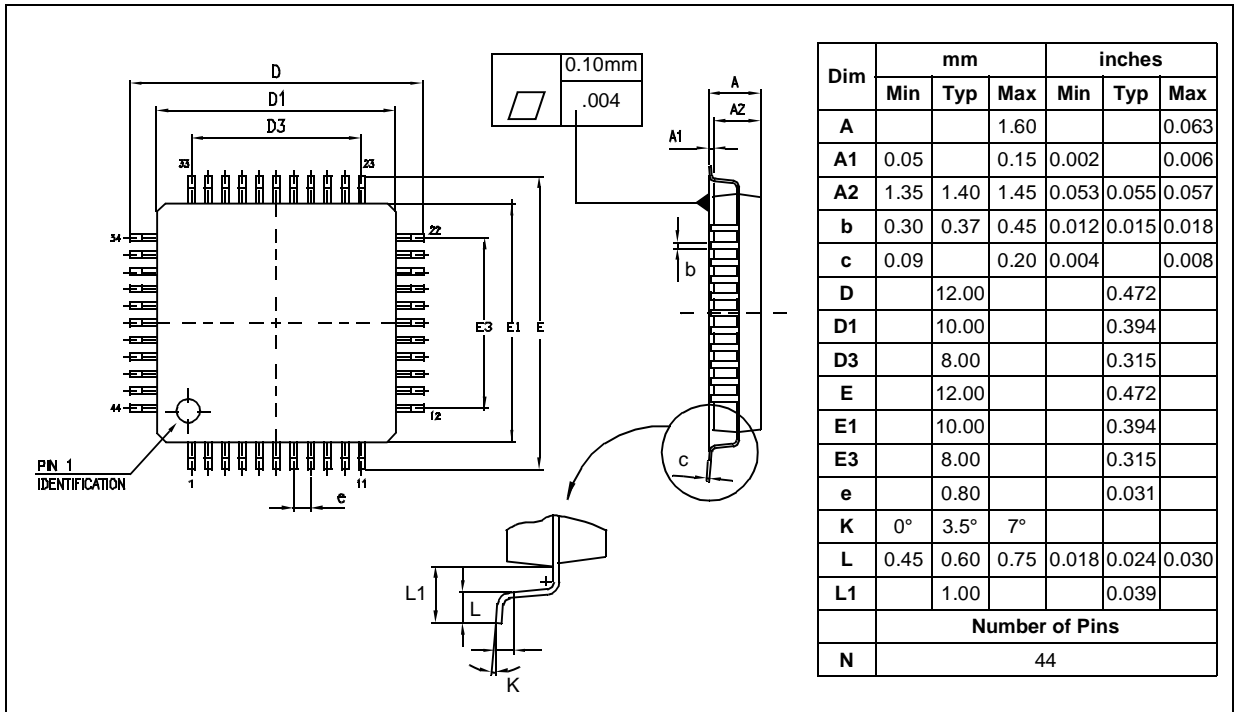 D
D1
D3
33
23
34
22
44
12
1
11
E3
E1
E
e
PIN 1
IDENTIFICATION
0.10mm
.004
A
A2
A1
b
c
L1
L
K
Dim mm inches
Min Typ Max Min Typ Max
A 1.60 0.063
A1 0.05 0.15 0.002 0.006
A2 1.35 1.40 1.45 0.053 0.055 0.057
b 0.30 0.37 0.45 0.012 0.015 0.018
c 0.09 0.20 0.004 0.008
D 12.00 0.472
D1 10.00 0.394
D3 8.00 0.315
E 12.00 0.472
E1 10.00 0.394
E3 8.00 0.315
e 0.80 0.031
K 0° 3.5° 7°
L 0.45 0.60 0.75 0.018 0.024 0.030
L1 1.00 0.039
Number of Pins
N 44